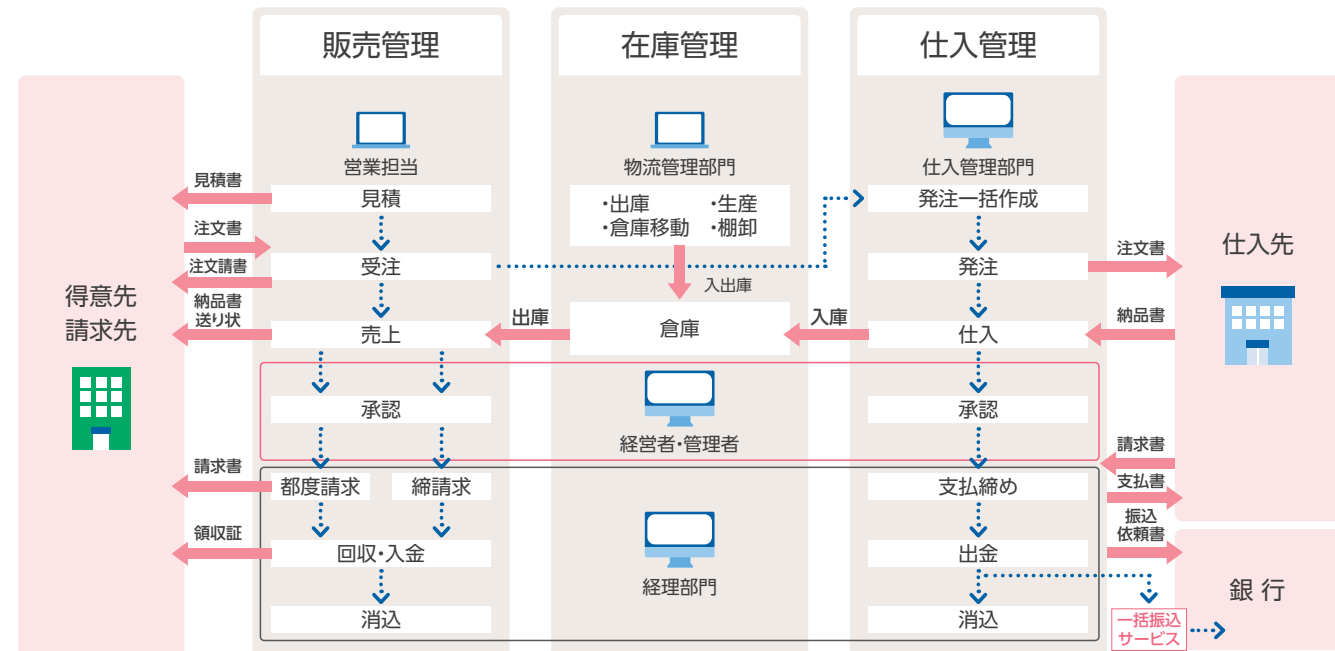 販売管理
在庫管理
仕入管理
営業担当
物流管理部門
仕入管理部門
見積書
見積
・出庫 ・生産
・倉庫移動 ・棚卸
発注一括作成
注文書
注文請書
受注
入出庫
発注
注文書
仕入先
得意先
請求先
納品書
送り状
売上
出庫
倉庫
入庫
仕入
納品書
承認
経営者・管理者
承認
請求書
都度請求
締請求
支払締め
請求書
支払書
領収証
回収・入金
経理部門
出金
振込
依頼書
消込
消込
一括振込
サービス
銀行